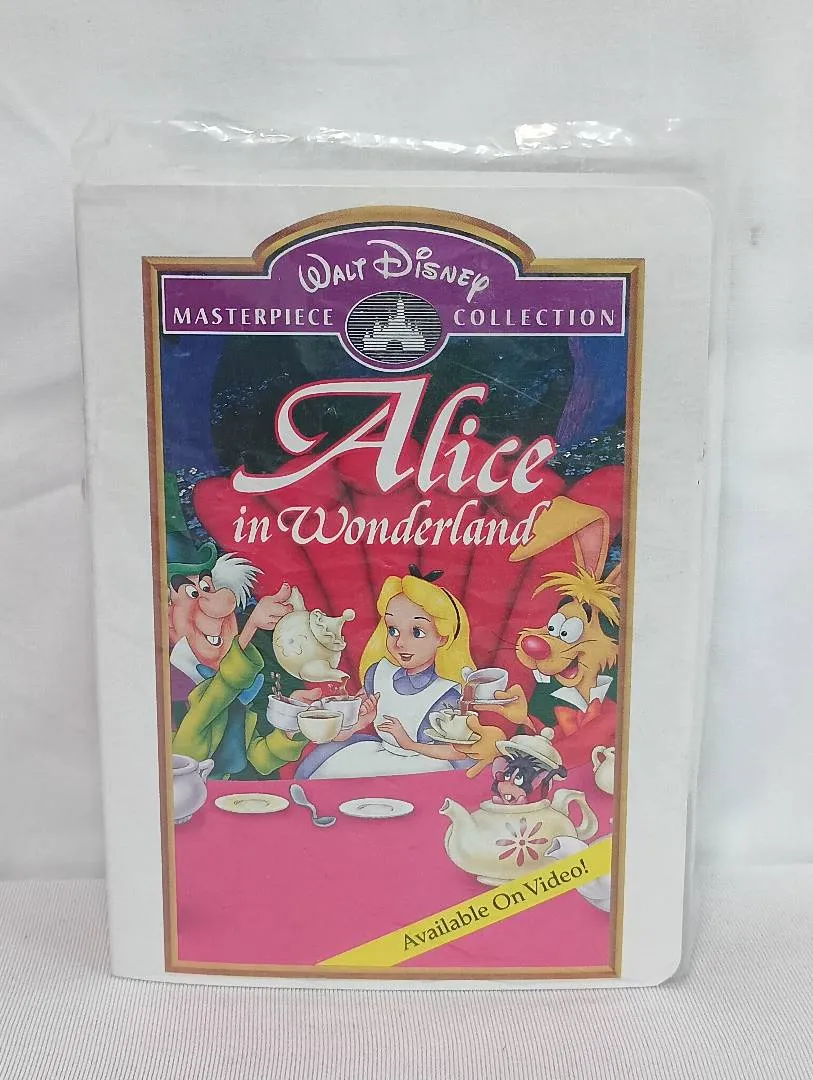 Walt Disney
MASTERPIECE COLLECTION
Alice
in Wonderland
Available On Video!